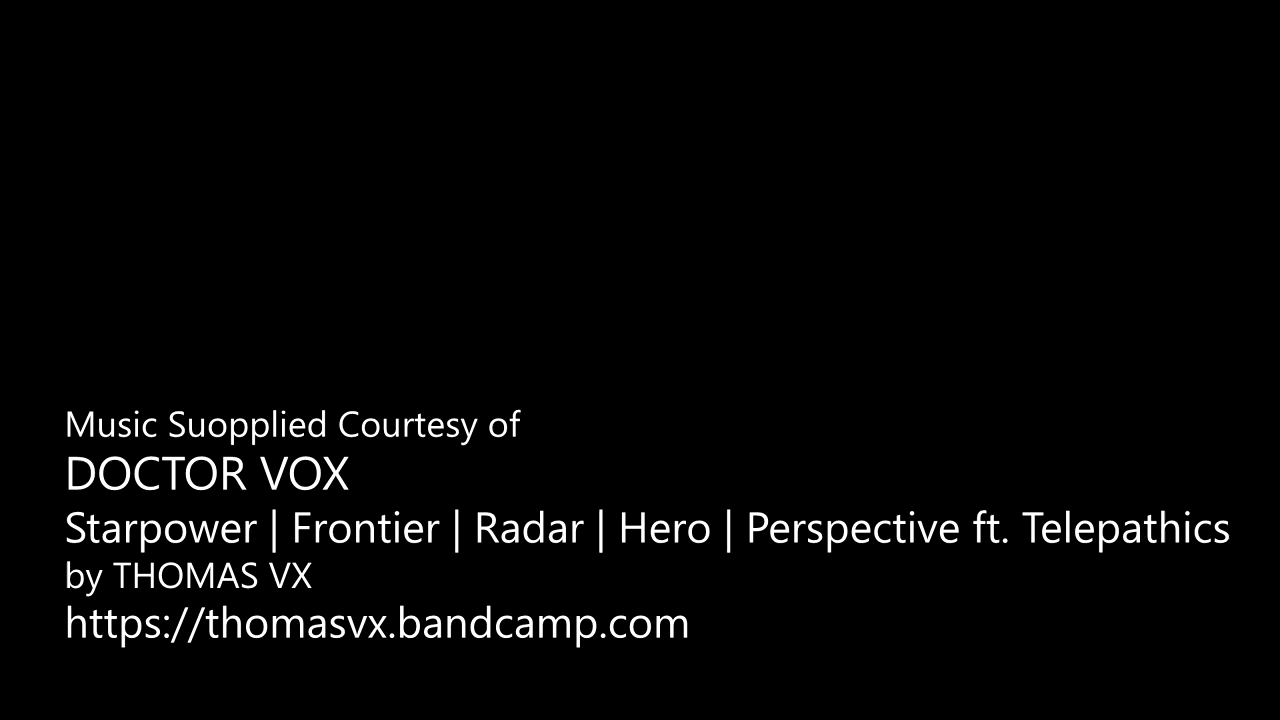 Music Suopplied Courtesy of
DOCTOR VOX
Starpower | Frontier | Radar | Hero | Perspective ft. Telepathics
by THOMAS VX
https://thomasvx.bandcamp.com